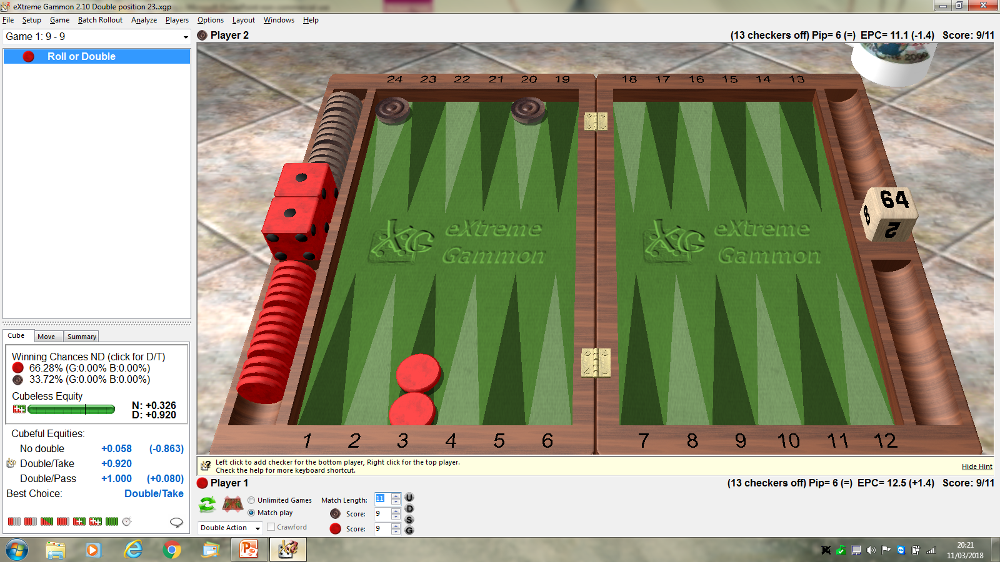 eXtreme Gammon 2.10 Double position 23..xgp
File Setup Game Batch Rollout Analyze Players Options Layout Windows Help
Game 1: 9 - 9
Player 2 (13 checkers off) Pip= 6 (=) EPC= 11.1 (-1.4) Score: 9/11
Roll or Double
24 23 22 21 20 19 18 17 16 15 14 13
2000
64
8
2
eXtreme
Gammon
XG
eXtreme
Gammon
XG
1 2 3 4 5 6 7 8 9 10 11 12
Cube Move Summary
Winning Chances ND (click for D/T)
66.28% (G:0.00% B:0.00%)
33.72% (G:0.00% B:0.00%)
Cubeless Equity
N: +0.326
D: +0.920
Cubeful Equities:
No double +0.058 (-0.863)
Double/Take +0.920
Double/Pass +1.000 (+0.080)
Best Choice: Double/Take
Left click to add checker for the bottom player, Right click for the top player.
Check the help for more keyboard shortcut.
Hide Hint
Player 1 (13 checkers off) Pip= 6 (=) EPC= 12.5 (+1.4) Score: 9/11
Unlimited Games Match Length: 11 U
Match play Score: 9 D
S
Double Action Crawford Score: 9 G
20:21
11/03/2018